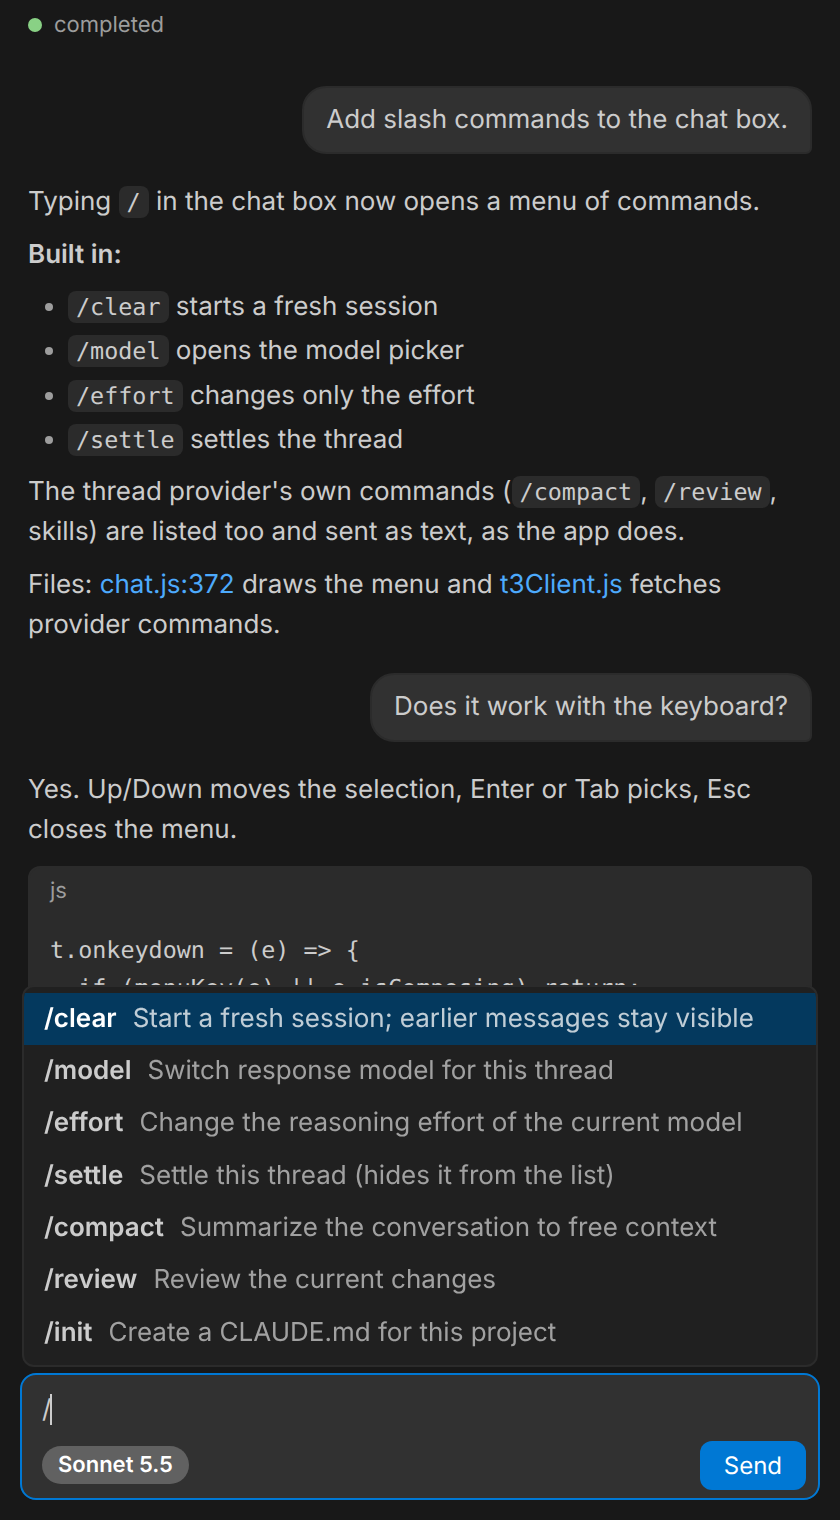 completed
Add slash commands to the chat box.
Typing / in the chat box now opens a menu of commands.
Built in:
• /clear starts a fresh session
• /model opens the model picker
• /effort changes only the effort
• /settle settles the thread
The thread provider's own commands (/compact, /review,
skills) are listed too and sent as text, as the app does.
Files: chat.js:372 draws the menu and t3Client.js fetches
provider commands.
Does it work with the keyboard?
Yes. Up/Down moves the selection, Enter or Tab picks, Esc
closes the menu.
js
t.onkeydown = (e) => {
if (menuKey(e) || e.isComposing) return;
/clear Start a fresh session; earlier messages stay visible
/model Switch response model for this thread
/effort Change the reasoning effort of the current model
/settle Settle this thread (hides it from the list)
/compact Summarize the conversation to free context
/review Review the current changes
/init Create a CLAUDE.md for this project
/
Sonnet 5.5
Send